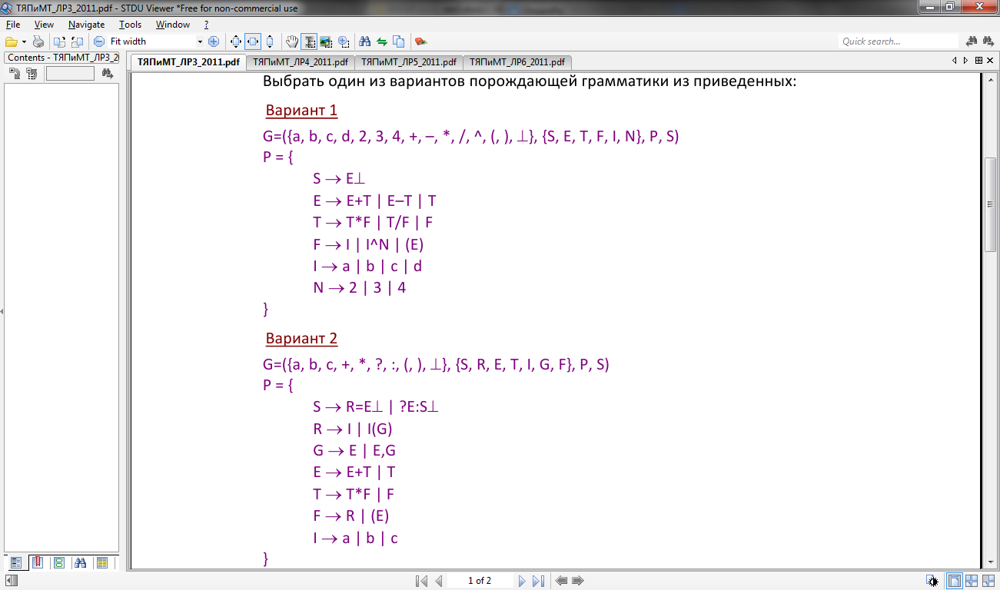 ТЯПиМТ_ЛР3_2011.pdf - STDU Viewer *Free for non-commercial use
File View Navigate Tools Window ?
Fit width
Quick search...
Contents - ТЯПиМТ_ЛР3_20
ТЯПиМТ_ЛР3_2011.pdf ТЯПиМТ_ЛР4_2011.pdf ТЯПиМТ_ЛР5_2011.pdf ТЯПиМТ_ЛР6_2011.pdf
Выбрать один из вариантов порождающей грамматики из приведенных:
Вариант 1
G=({a, b, c, d, 2, 3, 4, +, –, *, /, ^, (, ), ⊥}, {S, E, T, F, I, N}, P, S)
P = {
S → E⊥
E → E+T | E–T | T
T → T*F | T/F | F
F → I | I^N | (E)
I → a | b | c | d
N → 2 | 3 | 4
}
Вариант 2
G=({a, b, c, +, *, ?, :, (, ), ⊥}, {S, R, E, T, I, G, F}, P, S)
P = {
S → R=E⊥ | ?E:S⊥
R → I | I(G)
G → E | E,G
E → E+T | T
T → T*F | F
F → R | (E)
I → a | b | c
}
1 of 2